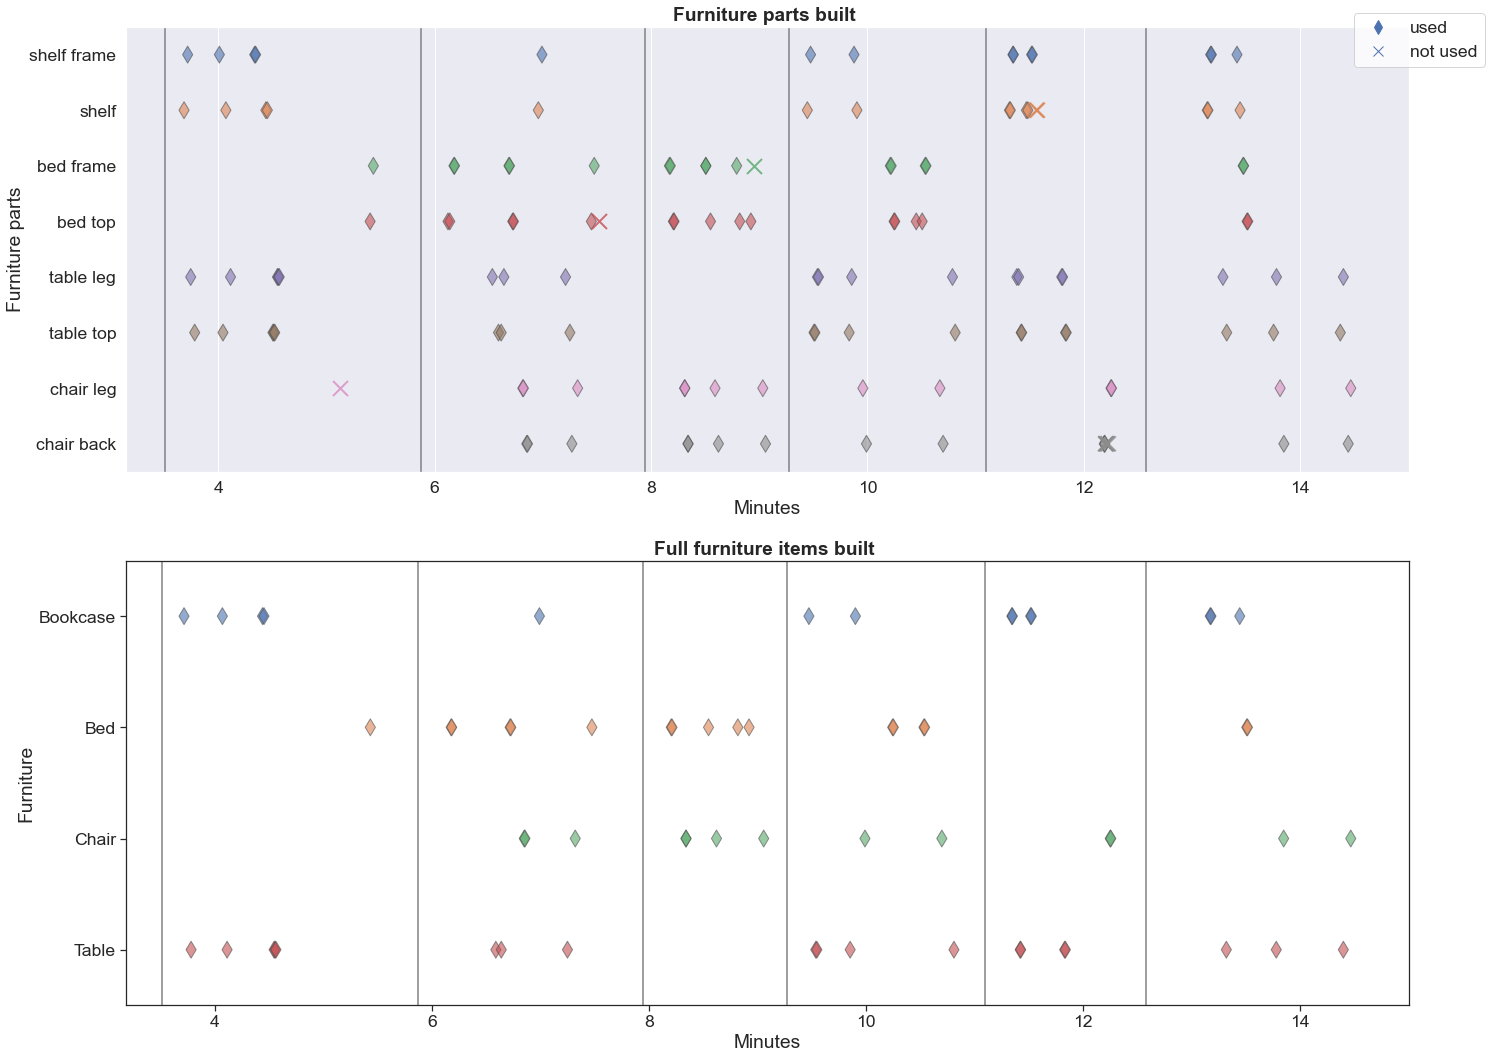 Furniture parts built
used
not used
Furniture parts
shelf frame
shelf
bed frame
bed top
table leg
table top
chair leg
chair back
4 6 8 10 12 14
Minutes
Full furniture items built
Furniture
Bookcase
Bed
Chair
Table
4 6 8 10 12 14
Minutes